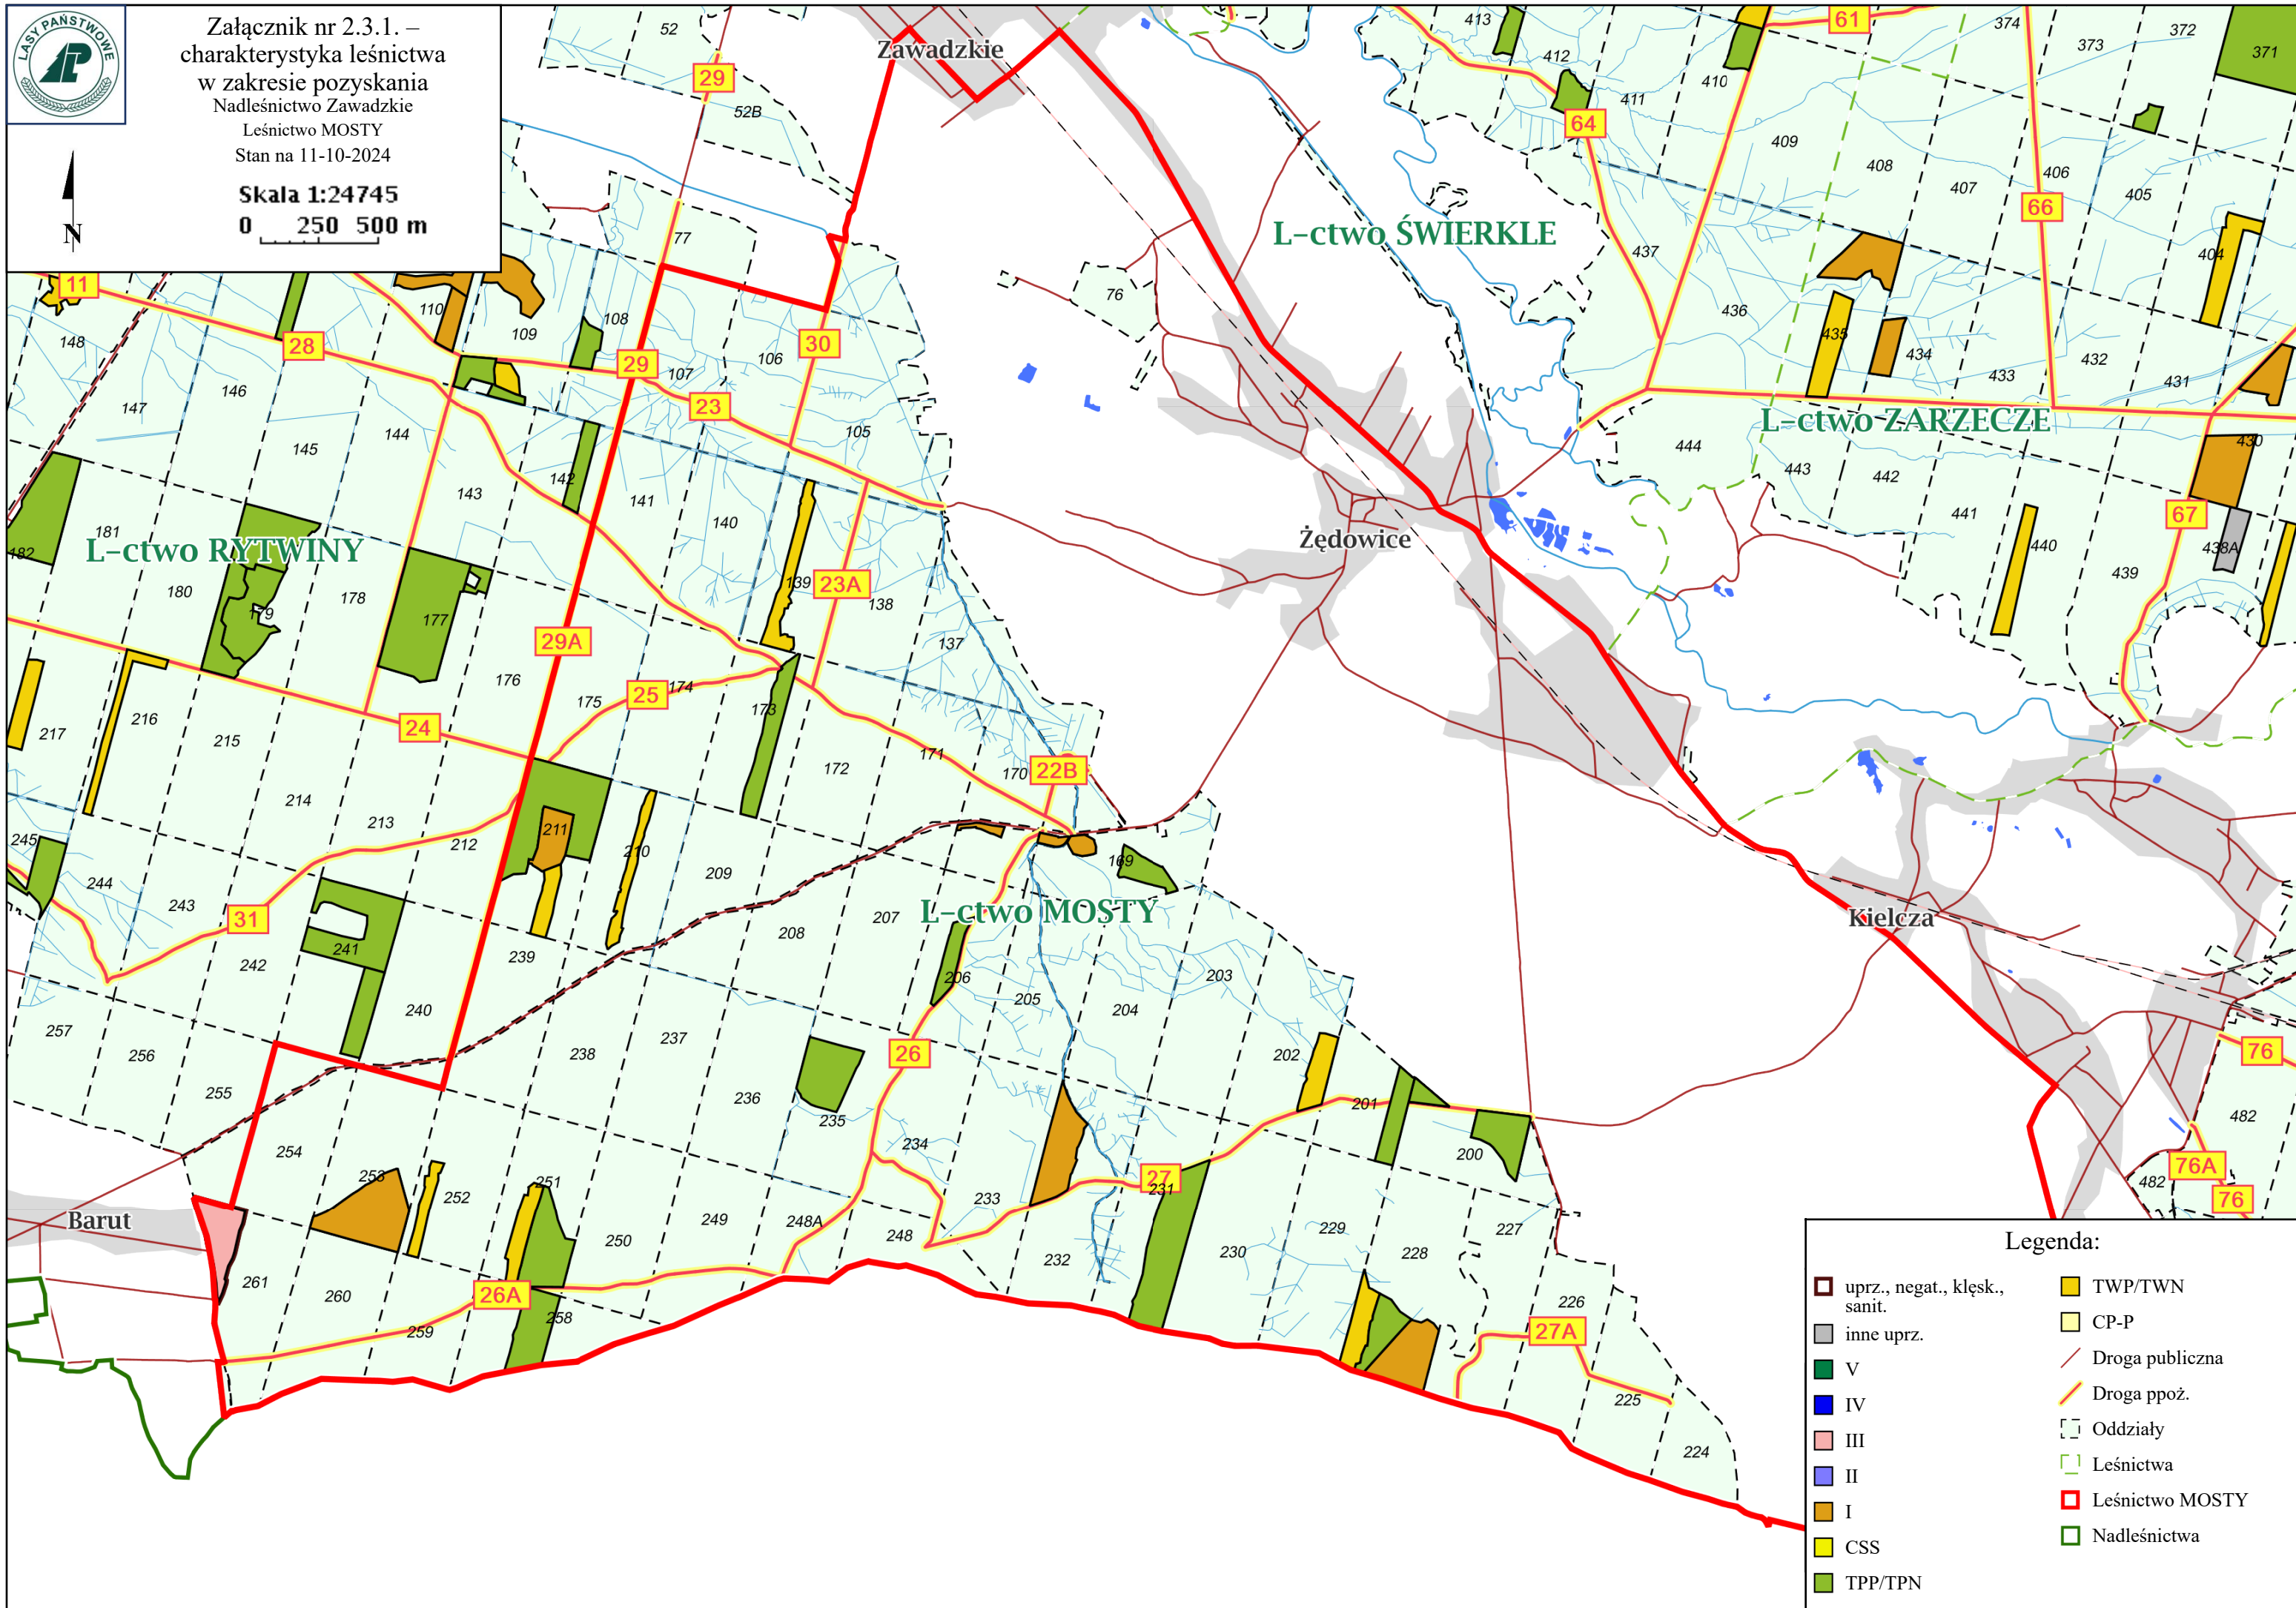 LASY PAŃSTWOWE
Załącznik nr 2.3.1. –
charakterystyka leśnictwa
w zakresie pozyskania
Nadleśnictwo Zawadzkie
Leśnictwo MOSTY
Stan na 11-10-2024
Skala 1:24745
0 250 500 m
N
Zawadzkie
L-ctwo ŚWIERKLE
L-ctwo ZARZECZE
L-ctwo RYTWINY
Żędowice
L-ctwo MOSTY
Kielcza
Barut
52
29
52B
77
413
412
64
411
410
61
374
373
372
371
409
408
407
406
66
405
404
437
436
435
434
433
432
431
430
11
148
28
110
109
108
29
107
106
30
76
147
146
145
144
143
142
23
105
141
140
139
23A
138
137
444
443
442
441
440
439
67
438A
182
181
180
179
178
177
29A
176
175
25
174
173
217
216
215
24
172
171
170
22B
214
213
212
211
210
209
169
245
244
243
31
242
241
240
239
208
207
206
205
204
203
257
256
255
238
237
236
235
26
202
201
200
234
254
253
252
251
250
249
248A
248
233
232
27
231
230
229
228
227
226
261
260
259
26A
258
27A
225
224
76
482
76A
482
76
Legenda:
uprz., negat., klęsk.,
sanit.
inne uprz.
V
IV
III
II
I
CSS
TPP/TPN
TWP/TWN
CP-P
Droga publiczna
Droga ppoż.
Oddziały
Leśnictwa
Leśnictwo MOSTY
Nadleśnictwa